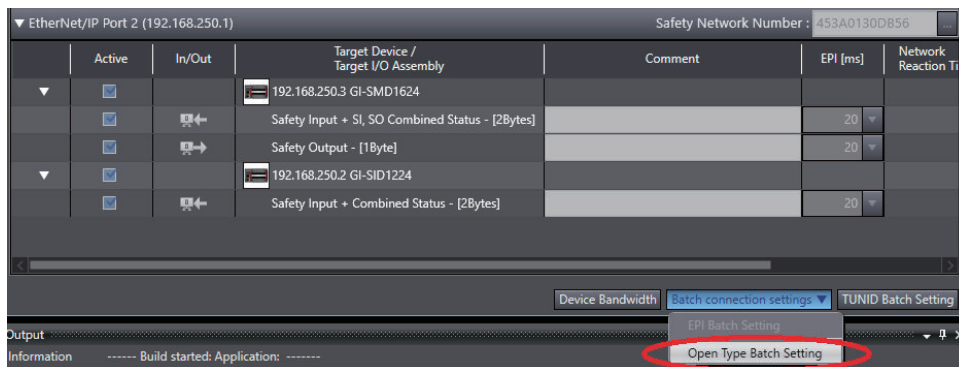 ▼ EtherNet/IP Port 2 (192.168.250.1) Safety Network Number : 453A0130DB56 ...
Active In/Out Target Device / Target I/O Assembly Comment EPI [ms] Network Reaction Ti
▼ 192.168.250.3 GI-SMD1624
Safety Input + SI, SO Combined Status - [2Bytes] 20 ▼
Safety Output - [1Byte] 20 ▼
▼ 192.168.250.2 GI-SID1224
Safety Input + Combined Status - [2Bytes] 20 ▼
Device Bandwidth Batch connection settings ▼ TUNID Batch Setting
EPI Batch Setting
Output
Open Type Batch Setting
Information ------ Build started: Application: -------